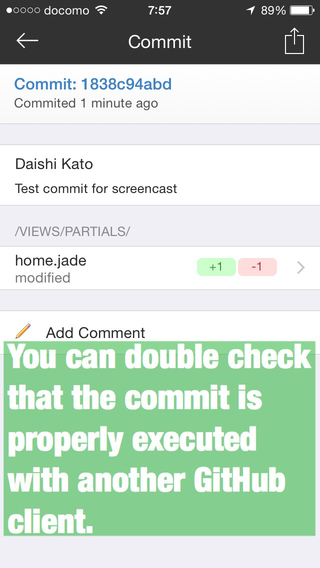 docomo 7:57 89%
Commit
Commit: 1838c94abd
Commited 1 minute ago
Daishi Kato
Test commit for screencast
/VIEWS/PARTIALS/
home.jade +1 -1
modified
Add Comment
You can double check
that the commit is
properly executed
with another GitHub
client.